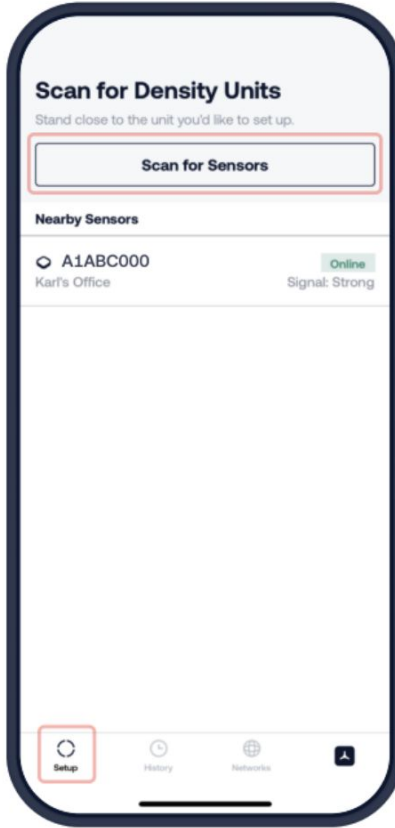 Scan for Density Units
Stand close to the unit you'd like to set up.
Scan for Sensors
Nearby Sensors
A1ABC000
Online
Karl's Office
Signal: Strong
Setup
History
Networks